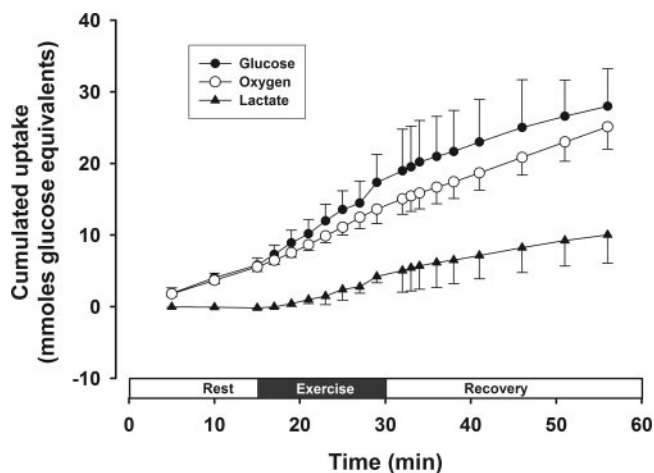 Cumulated uptake
(mmoles glucose equivalents)
40
30
20
10
0
-10
Glucose
Oxygen
Lactate
Rest Exercise Recovery
0 10 20 30 40 50 60
Time (min)